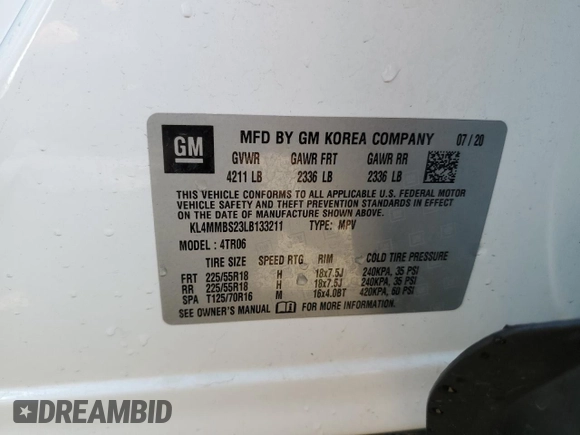 GM MFD BY GM KOREA COMPANY 07/20
GVWR GAWR FRT GAWR RR
4211 LB 2336 LB 2336 LB
THIS VEHICLE CONFORMS TO ALL APPLICABLE U.S. FEDERAL MOTOR
VEHICLE SAFETY AND THEFT PREVENTION STANDARDS IN EFFECT
ON THE DATE OF MANUFACTURE SHOWN ABOVE.
KL4MMBS23LB133211 TYPE: MPV
MODEL: 4TR06
TIRE SIZE SPEED RTG RIM COLD TIRE PRESSURE
FRT 225/55R18 H 18x7.5J 240KPA, 35 PSI
RR 225/55R18 H 18x7.5J 240KPA, 35 PSI
SPA T125/70R16 M 16x4.0BT 420KPA, 60 PSI
SEE OWNER'S MANUAL FOR MORE INFORMATION.
DREAMBID